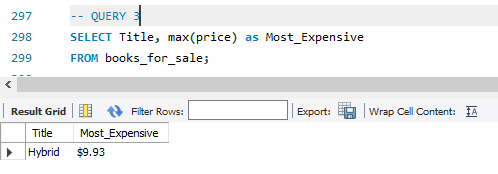 297 -- QUERY 3
298 SELECT Title, max(price) as Most_Expensive
299 FROM books_for_sale;
Result Grid Filter Rows: Export: Wrap Cell Content: IA
Title Most_Expensive
Hybrid $9.93